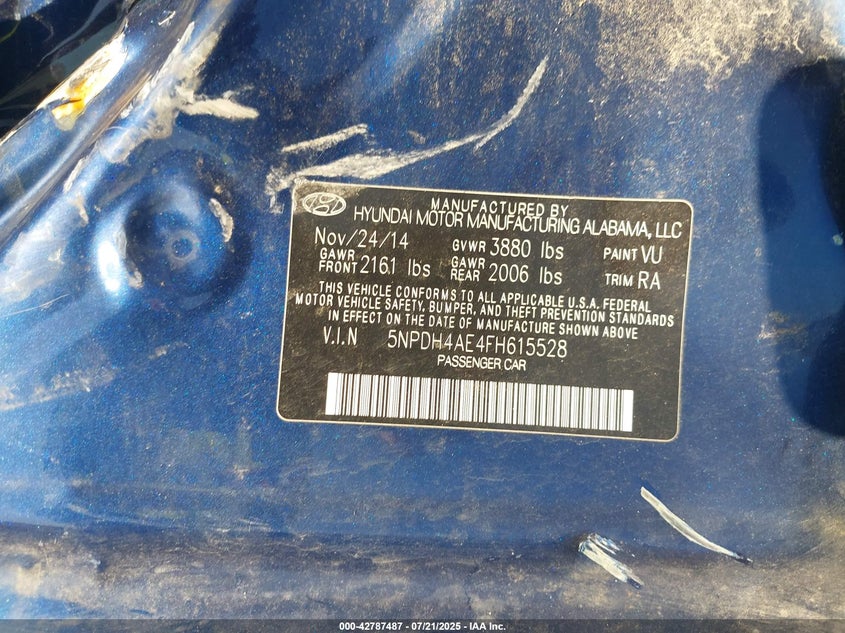 MANUFACTURED BY
HYUNDAI MOTOR MANUFACTURING ALABAMA, LLC
Nov/24/14 GVWR 3880 lbs PAINT VU
GAWR FRONT 2161 lbs GAWR REAR 2006 lbs TRIM RA
THIS VEHICLE CONFORMS TO ALL APPLICABLE U.S.A. FEDERAL
MOTOR VEHICLE SAFETY, BUMPER, AND THEFT PREVENTION STANDARDS
IN EFFECT ON THE DATE OF MANUFACTURE SHOWN ABOVE.
V.I.N 5NPDH4AE4FH615528
PASSENGER CAR
000-42787487 - 07/21/2025 - IAA Inc.